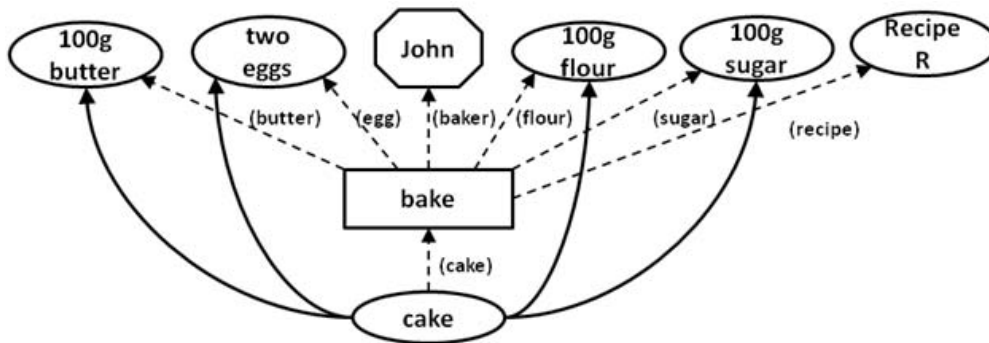 100g
butter
two
eggs
John
100g
flour
100g
sugar
Recipe
R
(butter)
(egg)
(baker)
(flour)
(sugar)
(recipe)
bake
(cake)
cake